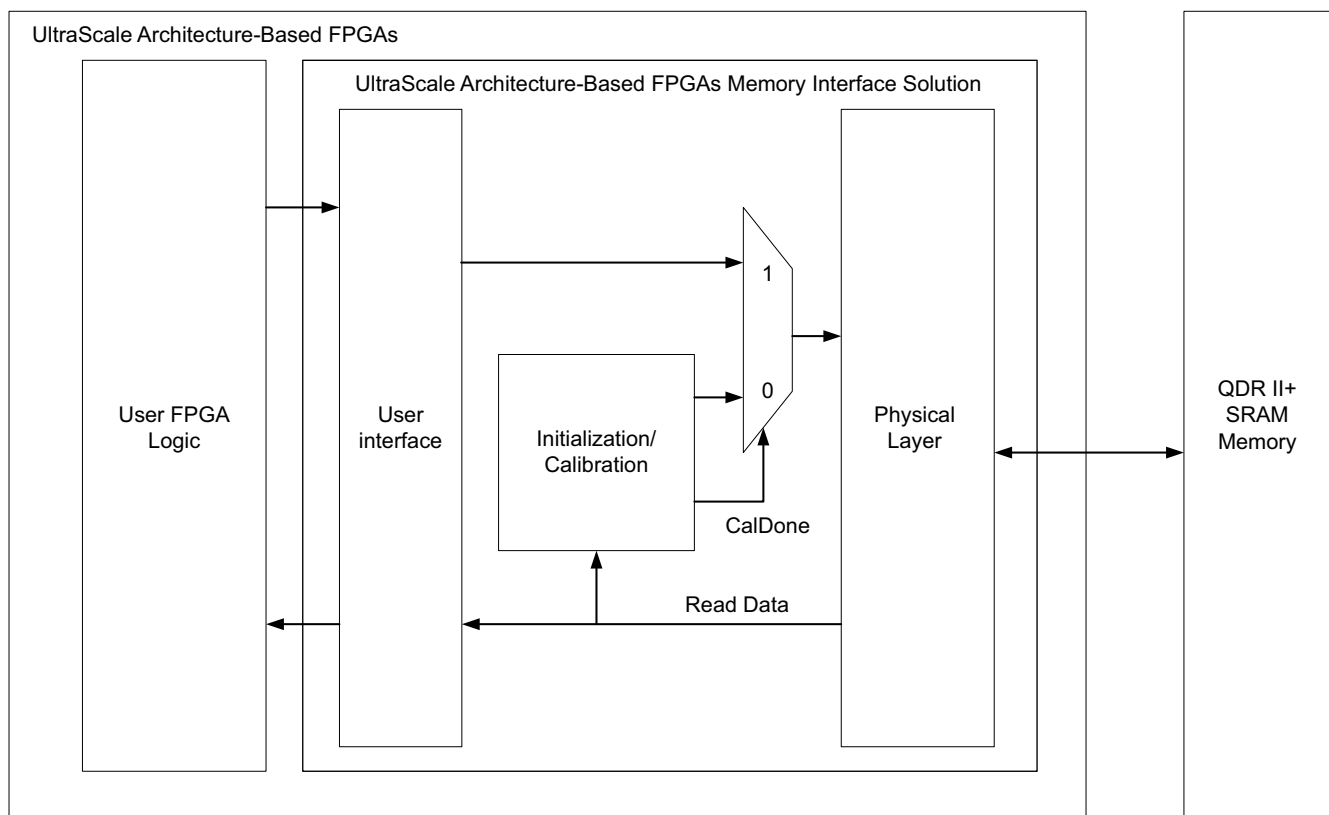 UltraScale Architecture-Based FPGAs
UltraScale Architecture-Based FPGAs Memory Interface Solution
1
0
User FPGA
Logic
User
interface
Initialization/
Calibration
Physical
Layer
QDR II+
SRAM
Memory
CalDone
Read Data